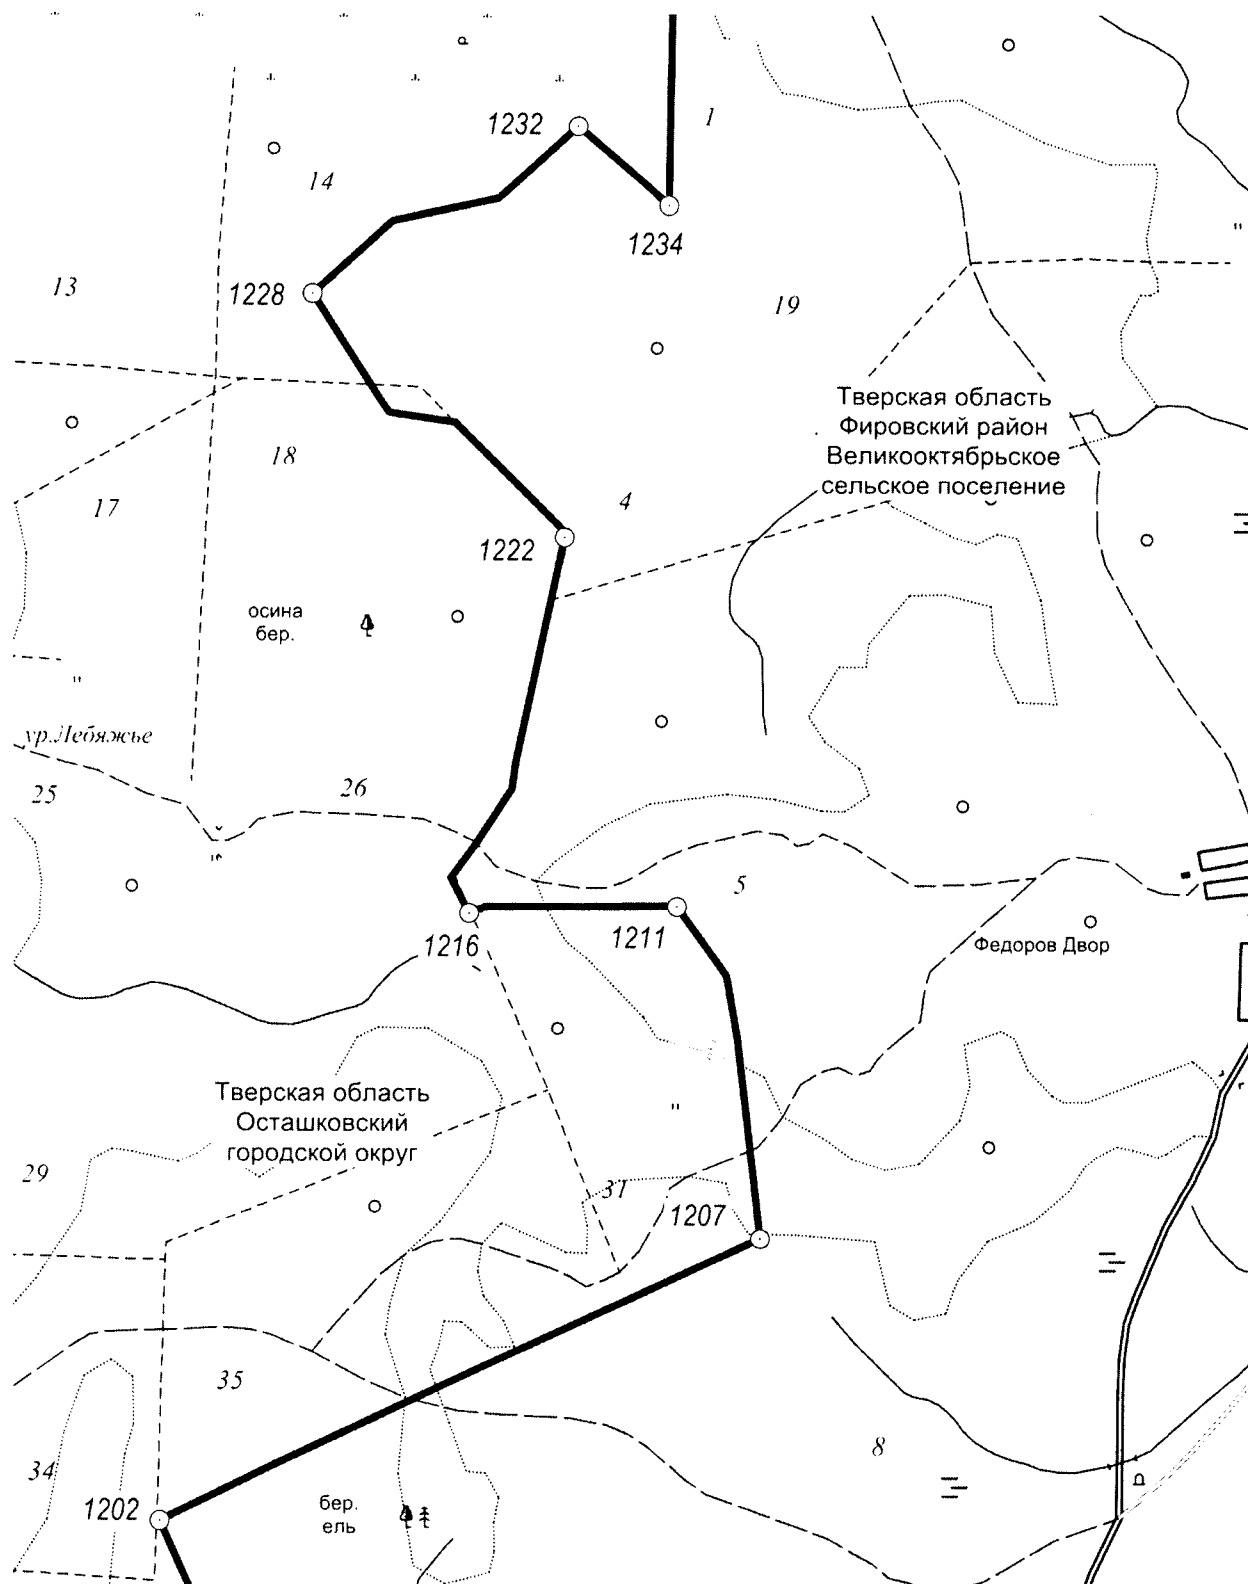 1
1232
14
1234
13
1228
19
Тверская область
Фировский район
Великооктябрьское
сельское поселение
18
17
4
1222
осина
бер.
ур.Лебяжье
25
26
5
1216
1211
Федоров Двор
Тверская область
Осташковский
городской округ
29
31
1207
35
8
34
1202
бер.
ель